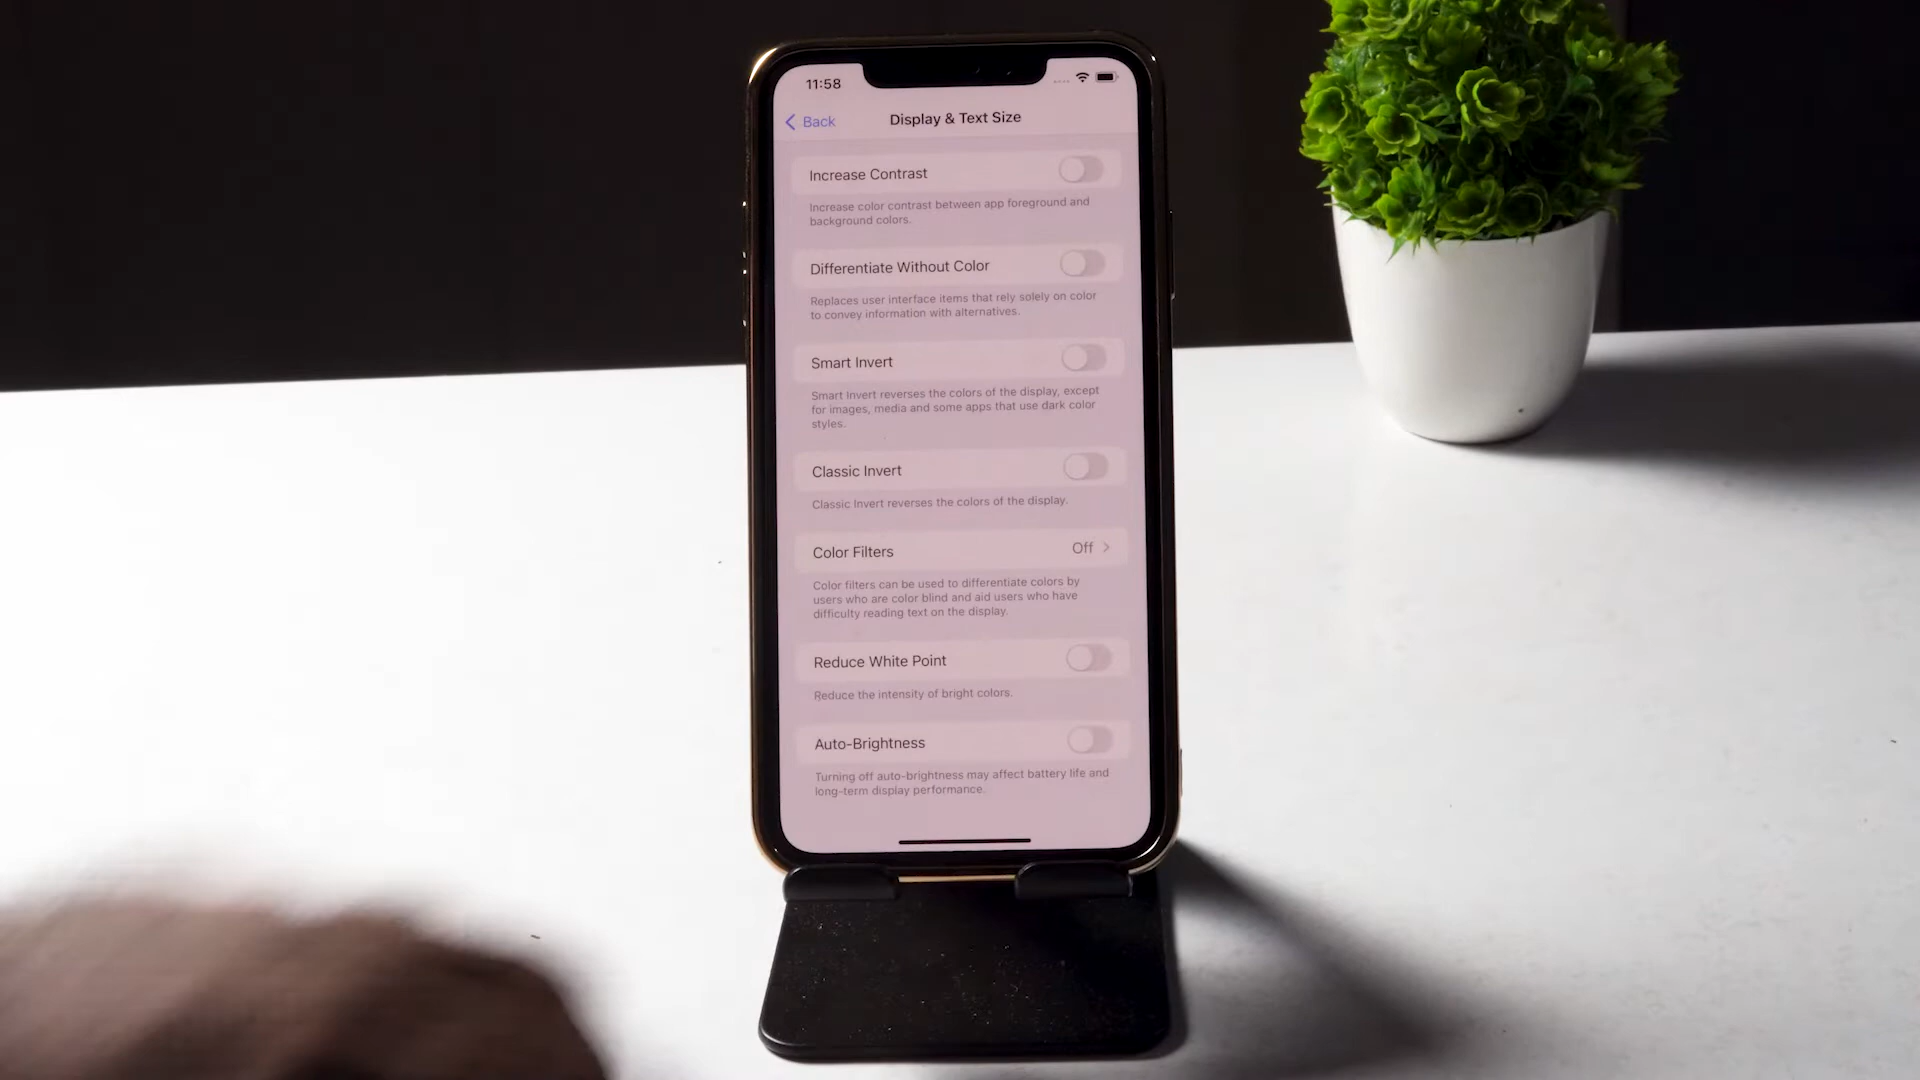 11:58
Back
Display & Text Size
Increase Contrast
Increase color contrast between app foreground and
background colors.
Differentiate Without Color
Replaces user interface items that rely solely on color
to convey information with alternatives.
Smart Invert
Smart Invert reverses the colors of the display, except
for images, media and some apps that use dark color
styles.
Classic Invert
Classic Invert reverses the colors of the display.
Color Filters Off
Color filters can be used to differentiate colors by
users who are color blind and aid users who have
difficulty reading text on the display.
Reduce White Point
Reduce the intensity of bright colors.
Auto-Brightness
Turning off auto-brightness may affect battery life and
long-term display performance.